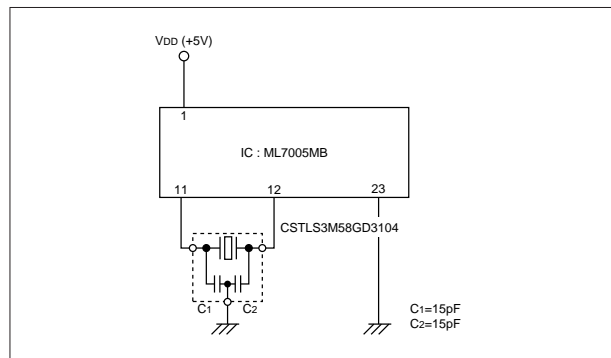 VDD (+5V)
1
IC : ML7005MB
11 12 23
CSTLS3M58GD3104
C1 C2
C1=15pF
C2=15pF